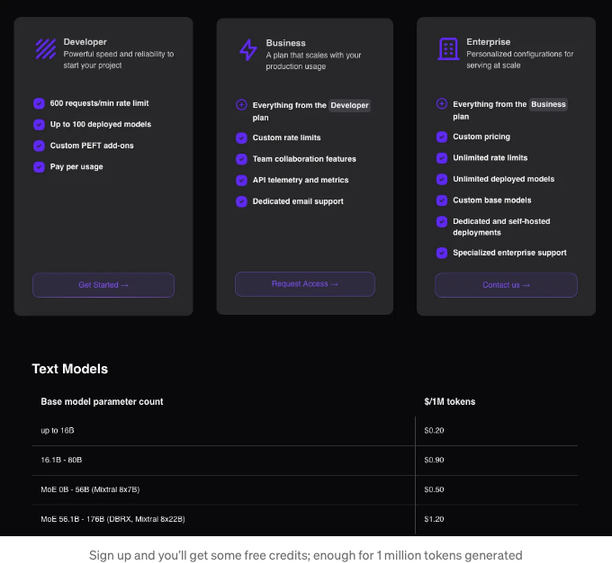 Developer
Powerful speed and reliability to
start your project
600 requests/min rate limit
Up to 100 deployed models
Custom PEFT add-ons
Pay per usage
Get Started →
Business
A plan that scales with your
production usage
Everything from the Developer
plan
Custom rate limits
Team collaboration features
API telemetry and metrics
Dedicated email support
Request Access →
Enterprise
Personalized configurations for
serving at scale
Everything from the Business
plan
Custom pricing
Unlimited rate limits
Unlimited deployed models
Custom base models
Dedicated and self-hosted
deployments
Specialized enterprise support
Contact us →
Text Models
Base model parameter count $/1M tokens
up to 16B $0.20
16.1B - 80B $0.90
MoE 0B - 56B (Mixtral 8x7B) $0.50
MoE 56.1B - 176B (DBRX, Mixtral 8x22B) $1.20
Sign up and you'll get some free credits; enough for 1 million tokens generated